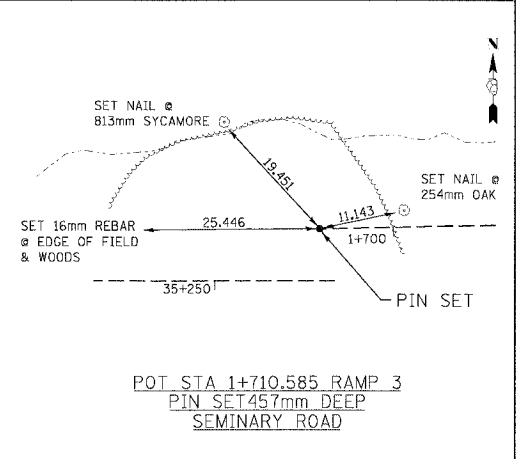 N
SET NAIL @
813mm SYCAMORE
19.451
SET NAIL @
254mm OAK
11.143
SET 16mm REBAR
@ EDGE OF FIELD
& WOODS
25.446
1+700
35+250
PIN SET
POT STA 1+710.585 RAMP 3
PIN SET457mm DEEP
SEMINARY ROAD